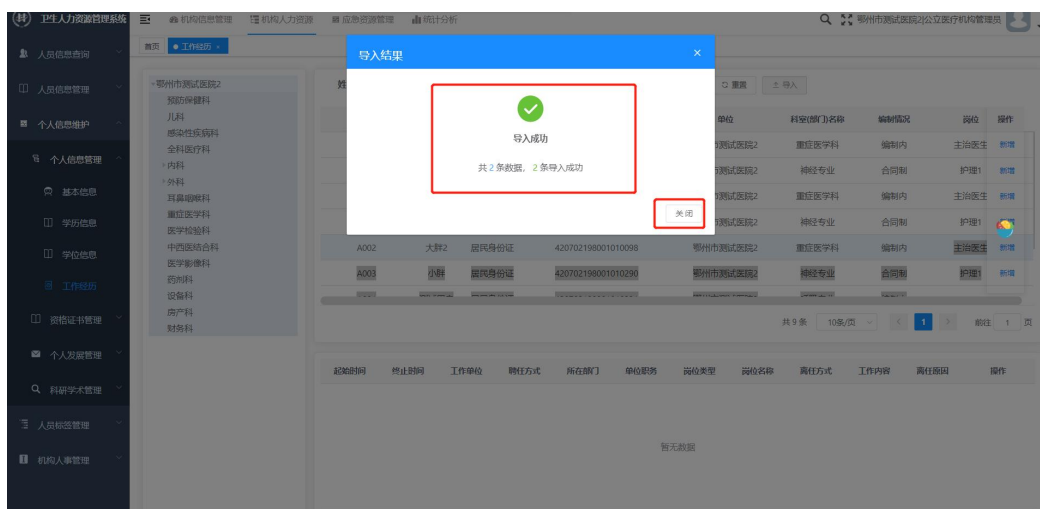 卫生人力资源管理系统
机构信息管理 机构人力资源 应急资源管理 统计分析
鄂州市测试医院2|公立医疗机构管理员
人员信息查询
人员信息管理
个人信息维护
个人信息管理
基本信息
学历信息
学位信息
工作经历
资格证书管理
个人发展管理
科研学术管理
人员标签管理
机构人事管理
首页 工作经历 ×
鄂州市测试医院2
预防保健科
儿科
感染性疾病科
全科医疗科
内科
外科
耳鼻咽喉科
重症医学科
医学检验科
中西医结合科
医学影像科
药剂科
设备科
房产科
财务科
导入结果 ×
导入成功
共 2 条数据, 2 条导入成功
关闭
姓
重置 导入
单位 科室(部门)名称 编制情况 岗位 操作
市测试医院2 重症医学科 编制内 主治医生 新增
市测试医院2 神经专业 合同制 护理1 新增
市测试医院2 重症医学科 编制内 主治医生 新增
市测试医院2 神经专业 合同制 护理1
A002 大胖2 居民身份证 420702198001010098 鄂州市测试医院2 重症医学科 编制内 主治医生 新增
A003 小胖 居民身份证 420702198001010290 鄂州市测试医院2 神经专业 合同制 护理1 新增
共 9 条 10条/页 < 1 > 前往 1 页
起始时间 终止时间 工作单位 聘任方式 所在部门 单位职务 岗位类型 岗位名称 离任方式 工作内容 离任原因 操作
暂无数据